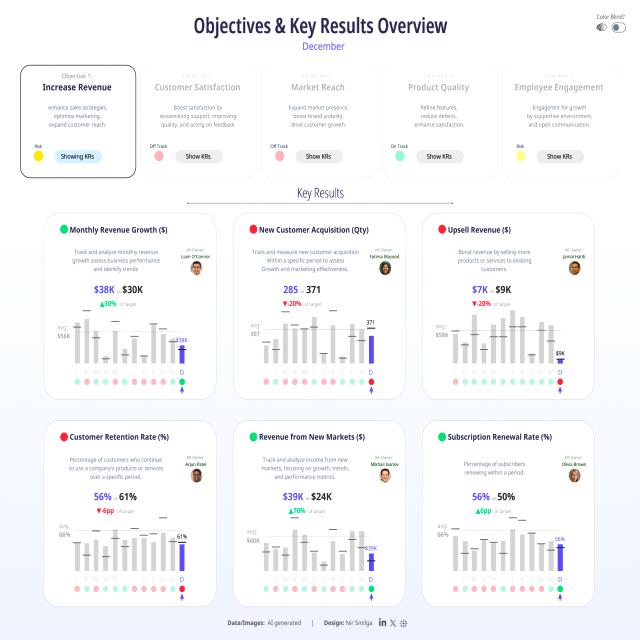 Objectives & Key Results Overview
December
Color Blind?
Objective 1:
Increase Revenue
enhance sales strategies,
optimize marketing,
expand customer reach.
Risk
Showing KRs
Customer Satisfaction
Boost satisfaction by
streamlining support, improving
quality, and acting on feedback
Off Track
Show KRs
Market Reach
Expand market presence,
boost brand visibility,
drive customer growth.
Off Track
Show KRs
Product Quality
Refine features,
reduce defects,
enhance satisfaction.
On Track
Show KRs
Employee Engagement
Engagemnt for growth
by supportive environment,
and open communication.
Risk
Show KRs
Key Results
Monthly Revenue Growth ($)
Track and analyze monthly revenue
growth assess business performance
and identify trends
KR Owner
Liam O'Connor
$38K vs $30K
▲30% of target
avg.
$56K
$38K
D
New Customer Acquisition (Qty)
Track and measure new customer acquisition
Within a specific period to assess
Growth and marketing effectiveness.
KR Owner
Fatima Masood
285 vs 371
▼-20% of target
avg.
307
371
D
Upsell Revenue ($)
Boost revenue by selling more
products or services to existing
customers.
KR Owner
Jamal Habib
$7K vs $9K
▼-20% of target
avg.
$58K
$9K
D
Customer Retention Rate (%)
Percentage of customers who continue
to use a company's products or services
over a specific period.
KR Owner
Arjun Patel
56% vs 61%
▼-6pp of target
avg.
66%
61%
D
Revenue from New Markets ($)
Track and analyze income from new
markets, focusing on growth, trends,
and performance metrics.
KR Owner
Mikhail Ivanov
$39K vs $24K
▲70% of target
avg.
$60K
$39K
D
Subscription Renewal Rate (%)
Percentage of subscribers
renewing within a period.
KR Owner
Olivia Brown
56% vs 50%
▲6pp of target
avg.
66%
56%
D
Data/Images: AI generated | Design: Nir Smilga